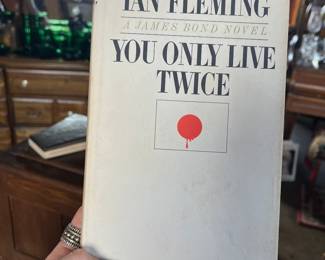 IAN FLEMING
A JAMES BOND NOVEL
YOU ONLY LIVE
TWICE